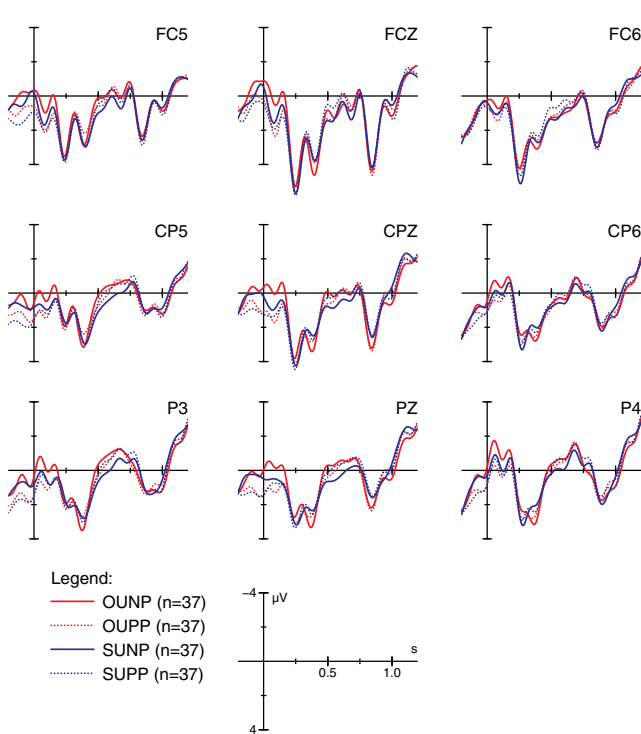 FC5 FCZ FC6
CP5 CPZ CP6
P3 PZ P4
Legend:
OUNP (n=37)
OUPP (n=37)
SUNP (n=37)
SUPP (n=37)
−4 µV
s
0.5 1.0
4